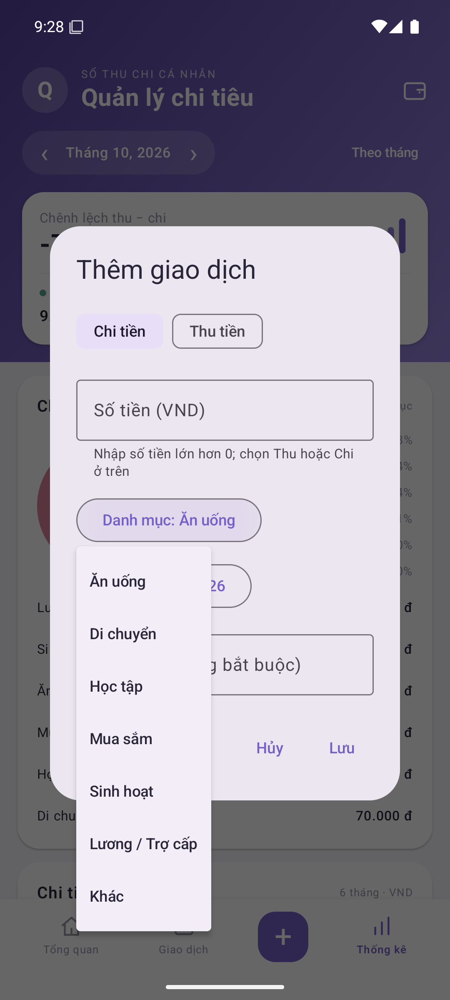 9:28
Q
SỔ THU CHI CÁ NHÂN
Quản lý chi tiêu
‹ Tháng 10, 2026 ›
Theo tháng
Chênh lệch thu – chi
Thêm giao dịch
Chi tiền
Thu tiền
Số tiền (VND)
Nhập số tiền lớn hơn 0; chọn Thu hoặc Chi
ở trên
Danh mục: Ăn uống
Ăn uống
26
Di chuyển
bắt buộc)
Học tập
Mua sắm
Hủy
Lưu
Sinh hoạt
đ
đ
đ
đ
đ
Di
70.000 đ
Lương / Trợ cấp
Khác
Chi
6 tháng · VND
Tổng quan
Giao dịch
+
Thống kê